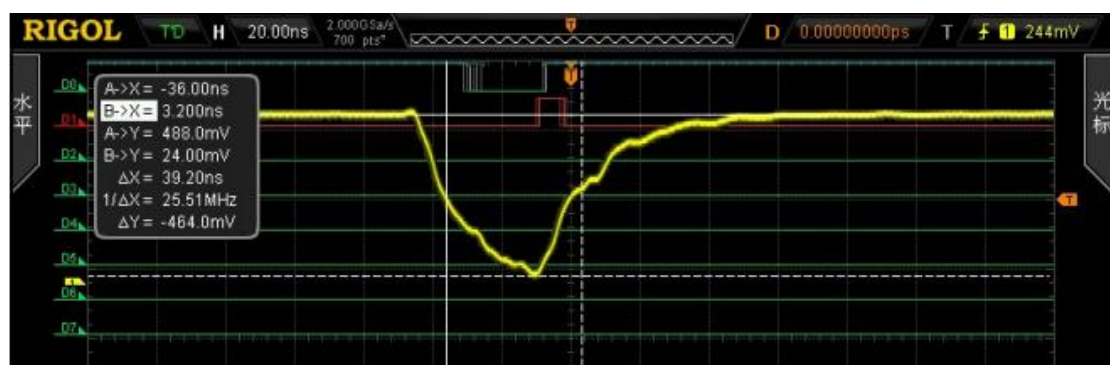 RIGOL T'D H 20.00ns 2.000GSa/s D 0.00000000ps T 1 244mV
700 pts
T
水平
光标
D0
D1
D2
D3
D4
D5
D6
D7
A->X= -36.00ns
B->X= 3.200ns
A->Y= 488.0mV
B->Y= 24.00mV
ΔX= 39.20ns
1/ΔX= 25.51MHz
ΔY= -464.0mV
T
T